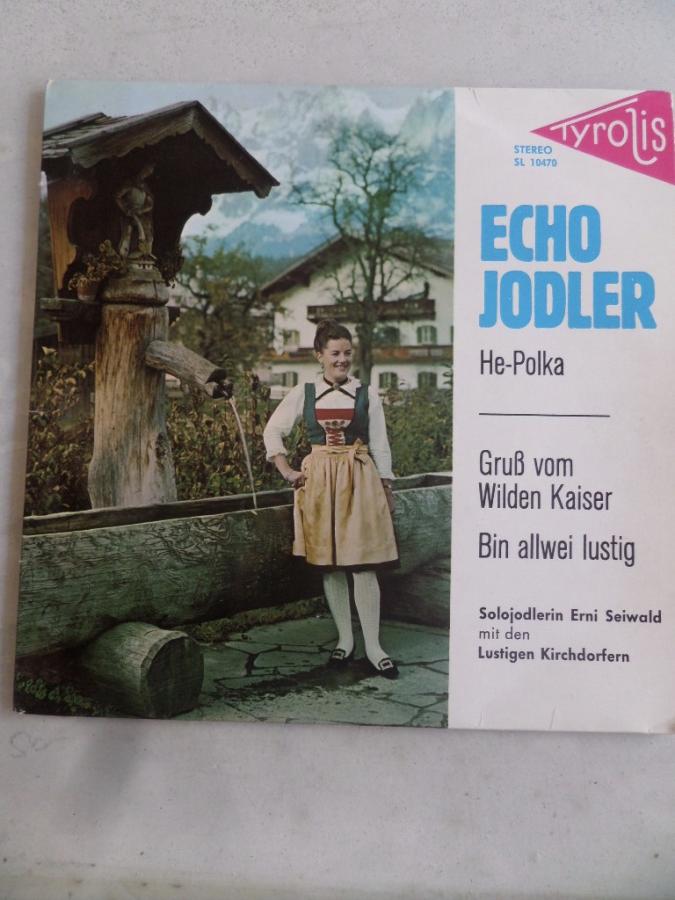 Tyrolis
STEREO
SL 10470
ECHO
JODLER
He-Polka
Gruß vom
Wilden Kaiser
Bin allwei lustig
Solojodlerin Erni Seiwald
mit den
Lustigen Kirchdorfern